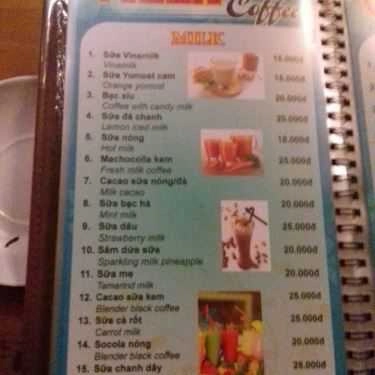 Coffee
MILK
1. Sữa Vinamilk 15.000đ
Vinamilk
2. Sữa Yomost cam 18.000đ
Orange yomost
3. Bạc xíu 20.000đ
Coffee with candy milk
4. Sữa đá chanh 20.000đ
Lemon iced milk
5. Sữa nóng 18.000đ
Hot milk
6. Machocolla kem 25.000đ
Fresh milk coffee
7. Cacao sữa nóng/đá 20.000đ
Milk cacao
8. Sữa bạc hà 20.000đ
Mint milk
9. Sữa dâu 25.000đ
Strawberry milk
10. Sâm dứa sữa 20.000đ
Sparkling milk pineapple
11. Sữa me 20.000đ
Tamarind milk
12. Cacao sữa kem 25.000đ
Blender black coffee
13. Sữa cà rốt 25.000đ
Carrot milk
14. Socola nóng 20.000đ
Blender black coffee
15. Sữa chanh dây 25.000đ